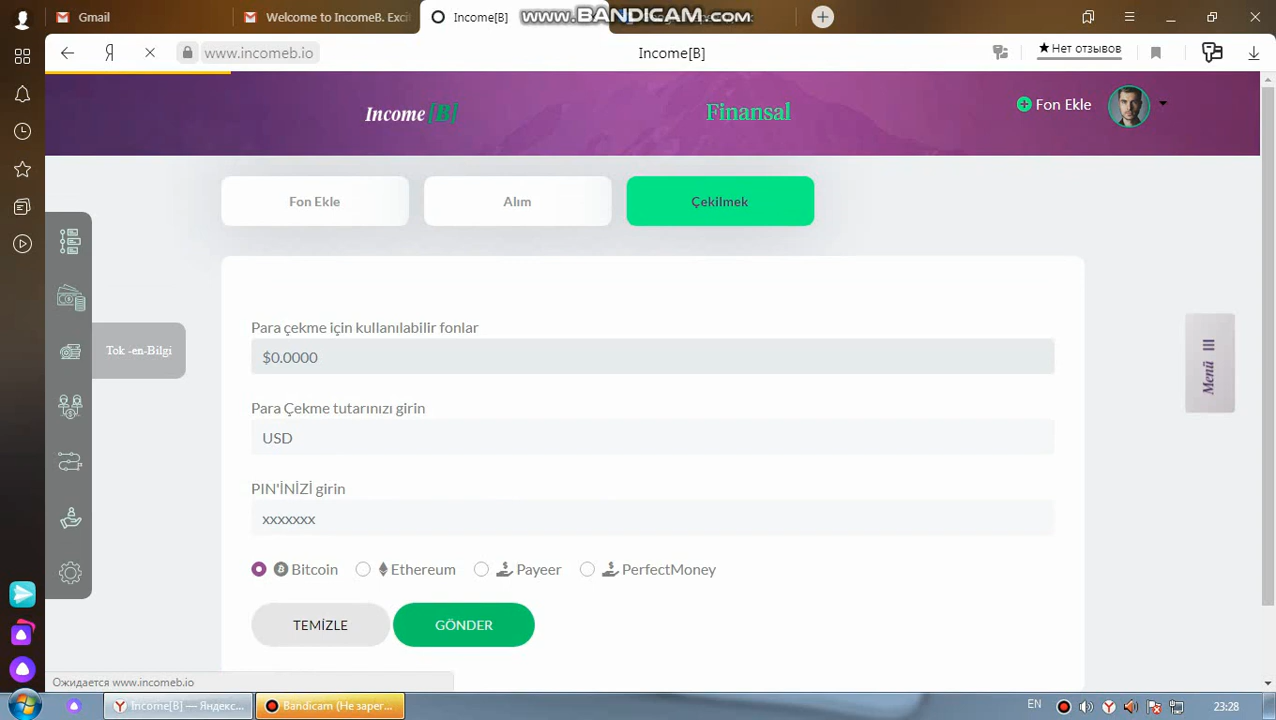 Gmail
Welcome to IncomeB. Excit
Income[B]
www.BANDICAM.com
www.incomeb.io
Income[B]
★Нет отзывов
Income[B]
Finansal
Fon Ekle
Fon Ekle
Alım
Çekilmek
Para çekme için kullanılabilir fonlar
$0.0000
Tok -en-Bilgi
Menü
Para Çekme tutarınızı girin
USD
PIN'İNİZİ girin
xxxxxxx
Bitcoin
Ethereum
Payeer
PerfectMoney
TEMİZLE
GÖNDER
Ожидается www.incomeb.io
Income[B] — Яндекс...
Bandicam (Не зарег...
EN
23:28